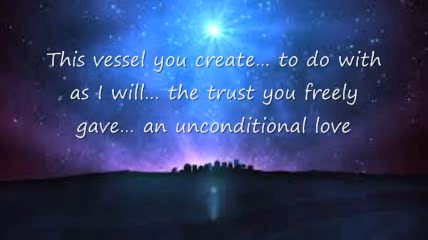 This vessel you create... to do with
as I will... the trust you freely
gave... an unconditional love